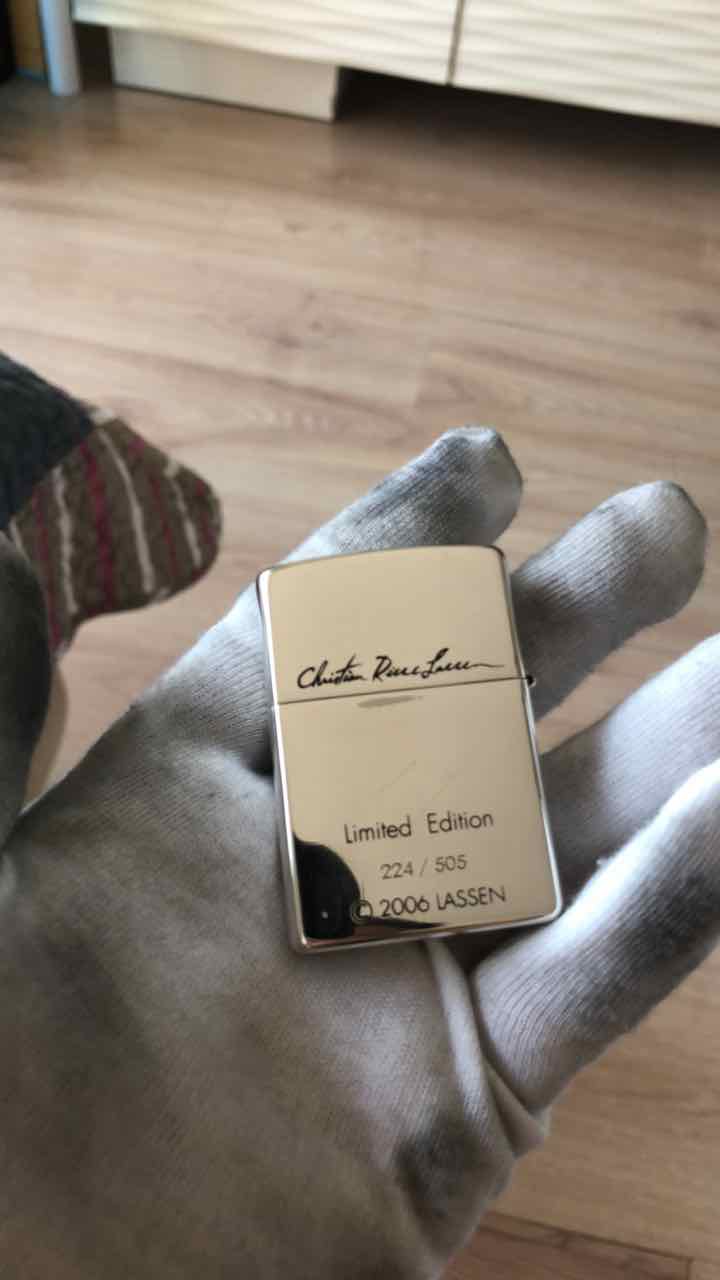 Christian Riese Lassen
Limited Edition
224 / 505
© 2006 LASSEN